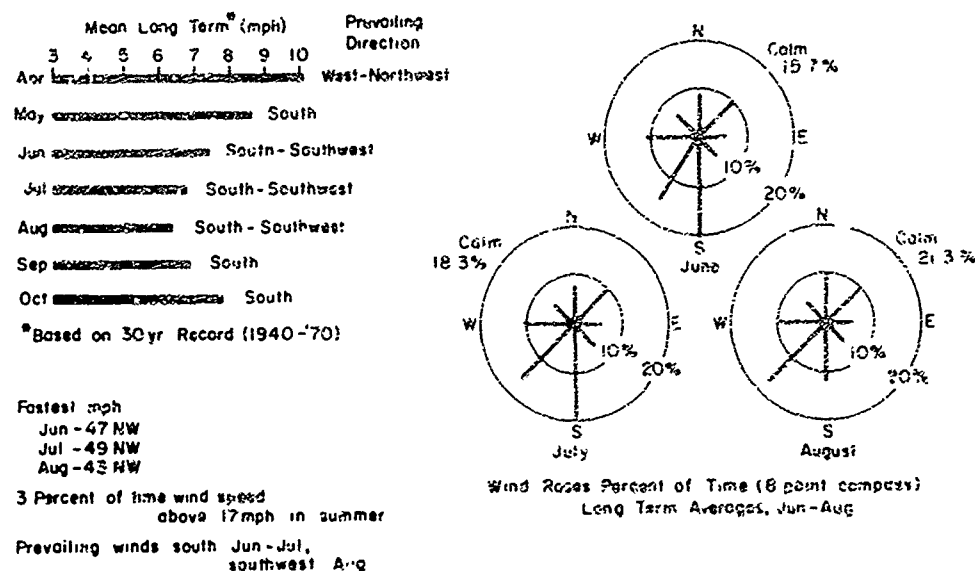 Mean Long Term* (mph)
Prevailing
Direction
3 4 5 6 7 8 9 10
Apr West-Northwest
May South
Jun South-Southwest
Jul South-Southwest
Aug South-Southwest
Sep South
Oct South
*Based on 30 yr Record (1940-'70)
Fastest mph
Jun-47 NW
Jul-49 NW
Aug-43 NW
3 Percent of time wind speed
above 17mph in summer
Prevailing winds south Jun-Jul,
southwest Aug
N
Calm
15.7%
W
E
10%
20%
S
June
N
Calm
18.3%
W
E
10%
20%
S
July
N
Calm
21.3%
W
E
10%
20%
S
August
Wind Roses Percent of Time (8 point compass)
Long Term Averages, Jun-Aug